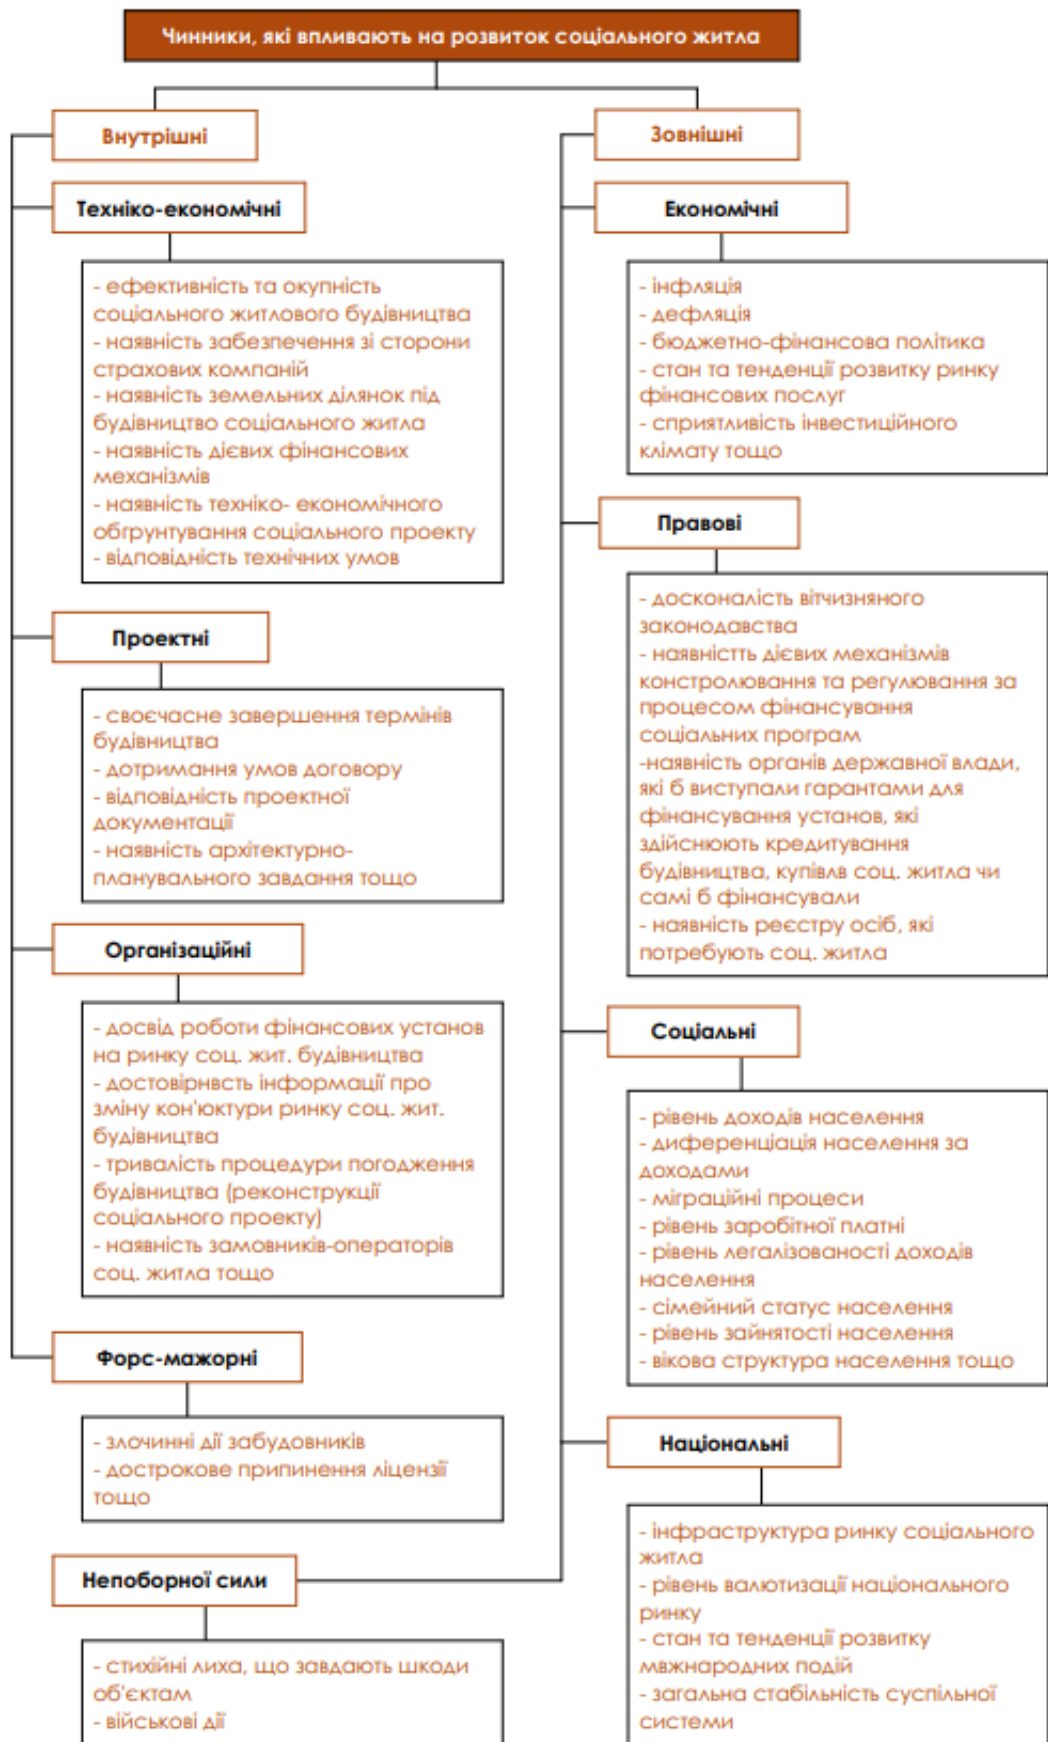 Чинники, які впливають на розвиток соціального житла
Внутрішні
Техніко-економічні
- ефективність та окупність
соціального житлового будівництва
- наявність забезпечення зі сторони
страхових компаній
- наявність земельних ділянок під
будівництво соціального житла
- наявність дієвих фінансових
механізмів
- наявність техніко- економічного
обгрунтування соціального проекту
- відповідність технічних умов
Проектні
- своєчасне завершення термінів
будівництва
- дотримання умов договору
- відповідність проектної
документації
- наявність архітектурно-
планувального завдання тощо
Організаційні
- досвід роботи фінансових установ
на ринку соц. жит. будівництва
- достовірнвсть інформації про
зміну кон'юктури ринку соц. жит.
будівництва
- тривалість процедури погодження
будівництва (реконструкції
соціального проекту)
- наявність замовників-операторів
соц. житла тощо
Форс-мажорні
- злочинні дії забудовників
- дострокове припинення ліцензії
тощо
Непоборної сили
- стихійні лиха, що завдають шкоди
об'єктам
- військові дії
Зовнішні
Економічні
- інфляція
- дефляція
- бюджетно-фінансова політика
- стан та тенденції розвитку ринку
фінансових послуг
- сприятливість інвестиційного
клімату тощо
Правові
- досконалість вітчизняного
законодавства
- наявністть дієвих механізмів
констролювання та регулювання за
процесом фінансування
соціальних програм
-наявність органів державної влади,
які б виступали гарантами для
фінансування установ, які
здійснюють кредитування
будівництва, купівлв соц. житла чи
самі б фінансували
- наявність реєстру осіб, які
потребують соц. житла
Соціальні
- рівень доходів населення
- диференціація населення за
доходами
- міграційні процеси
- рівень заробітної платні
- рівень легалізованості доходів
населення
- сімейний статус населення
- рівень зайнятості населення
- вікова структура населення тощо
Національні
- інфраструктура ринку соціального
житла
- рівень валютизації національного
ринку
- стан та тенденції розвитку
мвжнародних подій
- загальна стабільність суспільної
системи